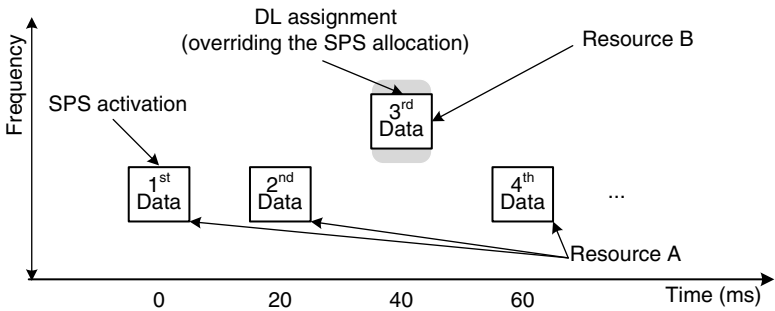 DL assignment
(overriding the SPS allocation)
Resource B
Frequency
SPS activation
3rd
Data
1st
Data
2nd
Data
4th
Data
...
Resource A
0
20
40
60
Time (ms)